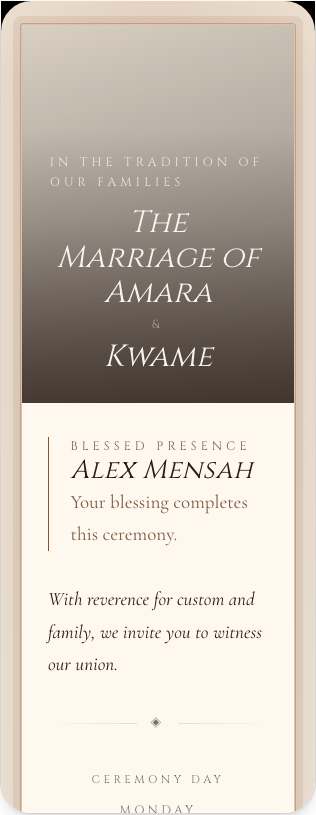 IN THE TRADITION OF
OUR FAMILIES
THE
MARRIAGE OF
AMARA
&
KWAME
BLESSED PRESENCE
ALEX MENSAH
Your blessing completes
this ceremony.
With reverence for custom and
family, we invite you to witness
our union.
CEREMONY DAY
MONDAY